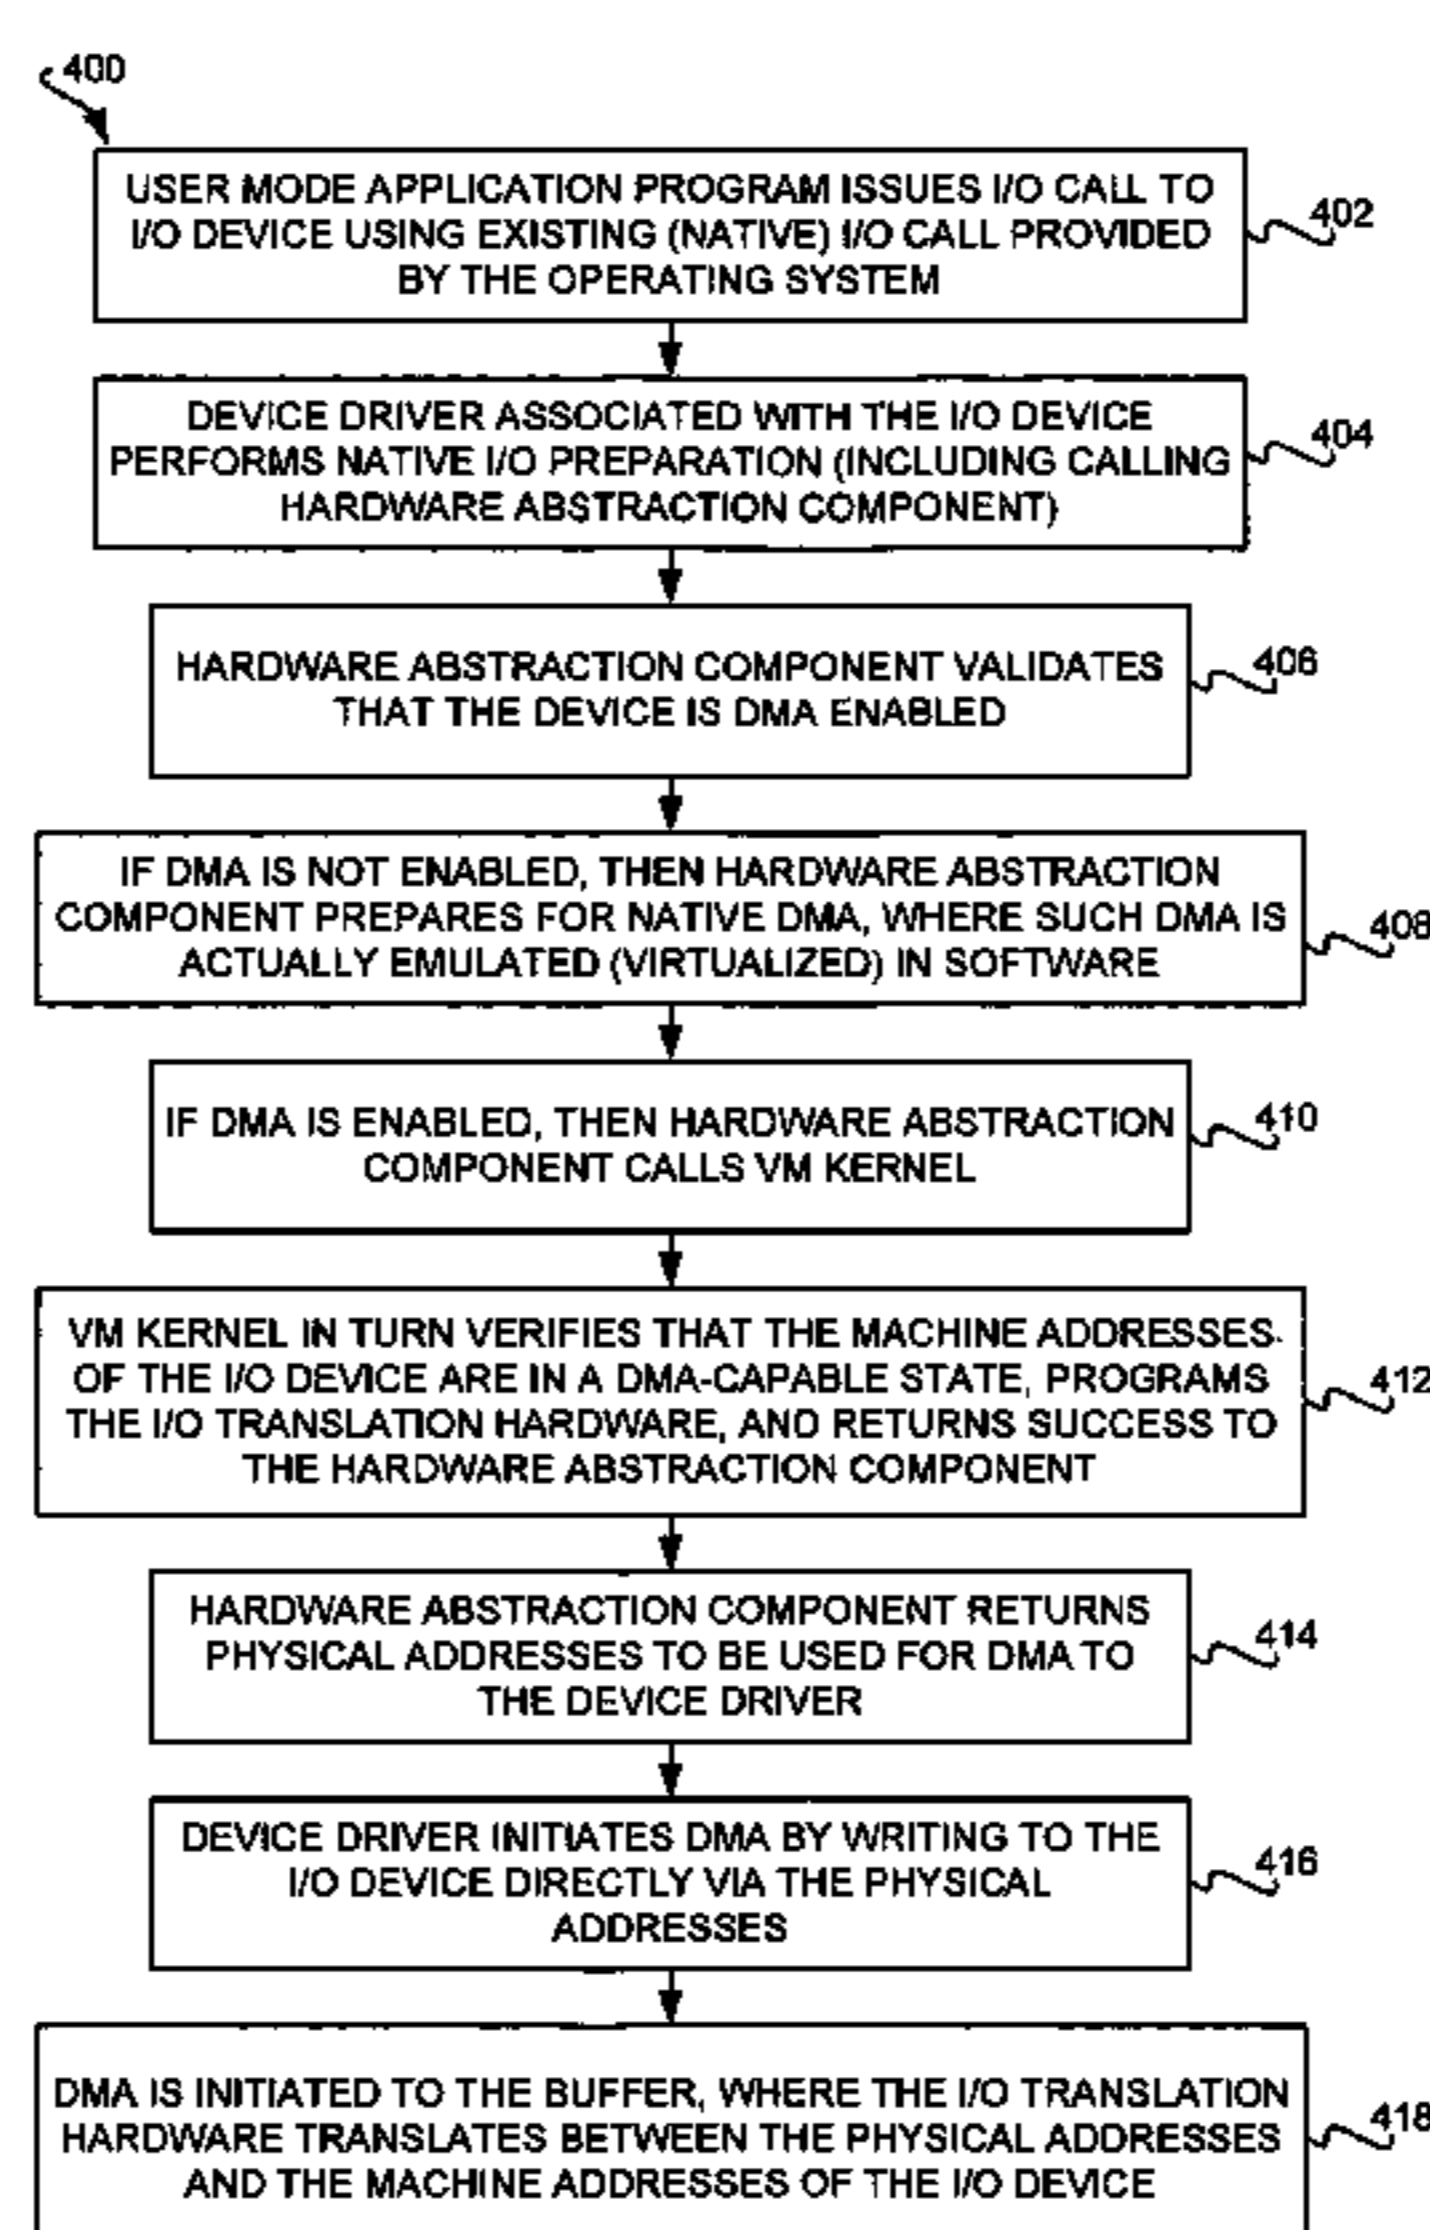 400
USER MODE APPLICATION PROGRAM ISSUES I/O CALL TO
I/O DEVICE USING EXISTING (NATIVE) I/O CALL PROVIDED
BY THE OPERATING SYSTEM
402
DEVICE DRIVER ASSOCIATED WITH THE I/O DEVICE
PERFORMS NATIVE I/O PREPARATION (INCLUDING CALLING
HARDWARE ABSTRACTION COMPONENT)
404
HARDWARE ABSTRACTION COMPONENT VALIDATES
THAT THE DEVICE IS DMA ENABLED
406
IF DMA IS NOT ENABLED, THEN HARDWARE ABSTRACTION
COMPONENT PREPARES FOR NATIVE DMA, WHERE SUCH DMA IS
ACTUALLY EMULATED (VIRTUALIZED) IN SOFTWARE
408
IF DMA IS ENABLED, THEN HARDWARE ABSTRACTION
COMPONENT CALLS VM KERNEL
410
VM KERNEL IN TURN VERIFIES THAT THE MACHINE ADDRESSES
OF THE I/O DEVICE ARE IN A DMA-CAPABLE STATE, PROGRAMS
THE I/O TRANSLATION HARDWARE, AND RETURNS SUCCESS TO
THE HARDWARE ABSTRACTION COMPONENT
412
HARDWARE ABSTRACTION COMPONENT RETURNS
PHYSICAL ADDRESSES TO BE USED FOR DMA TO
THE DEVICE DRIVER
414
DEVICE DRIVER INITIATES DMA BY WRITING TO THE
I/O DEVICE DIRECTLY VIA THE PHYSICAL
ADDRESSES
416
DMA IS INITIATED TO THE BUFFER, WHERE THE I/O TRANSLATION
HARDWARE TRANSLATES BETWEEN THE PHYSICAL ADDRESSES
AND THE MACHINE ADDRESSES OF THE I/O DEVICE
418